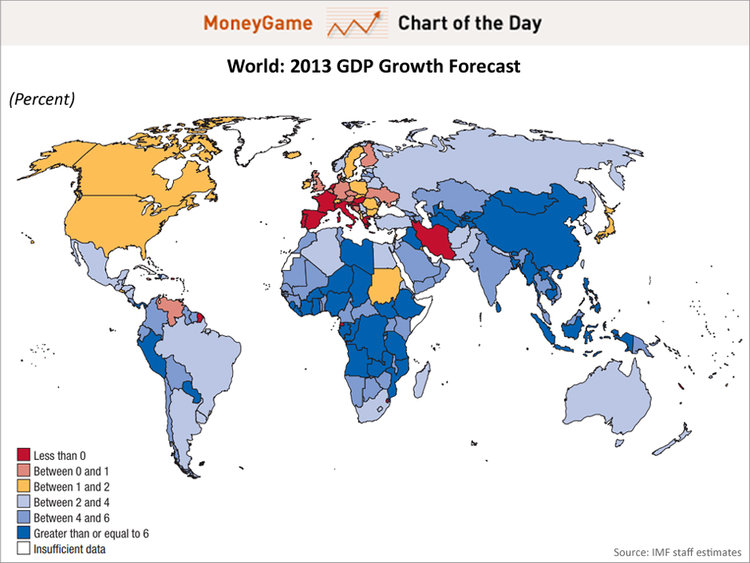 MoneyGame Chart of the Day
World: 2013 GDP Growth Forecast
(Percent)
Less than 0
Between 0 and 1
Between 1 and 2
Between 2 and 4
Between 4 and 6
Greater than or equal to 6
Insufficient data
Source: IMF staff estimates